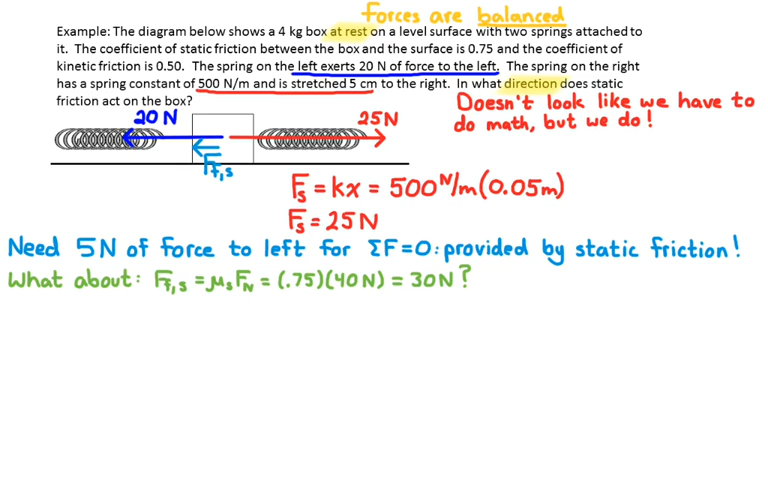 Forces are balanced
Example: The diagram below shows a 4 kg box at rest on a level surface with two springs attached to
it. The coefficient of static friction between the box and the surface is 0.75 and the coefficient of
kinetic friction is 0.50. The spring on the left exerts 20 N of force to the left. The spring on the right
has a spring constant of 500 N/m and is stretched 5 cm to the right. In what direction does static
friction act on the box?
Doesn't look like we have to
do math, but we do!
20 N
25N
Ff,s
Fs = kx = 500 N/m (0.05m)
Fs = 25N
Need 5N of force to left for ΣF=0: provided by static friction!
What about: Ff,s = μsFN = (.75)(40N) = 30N?